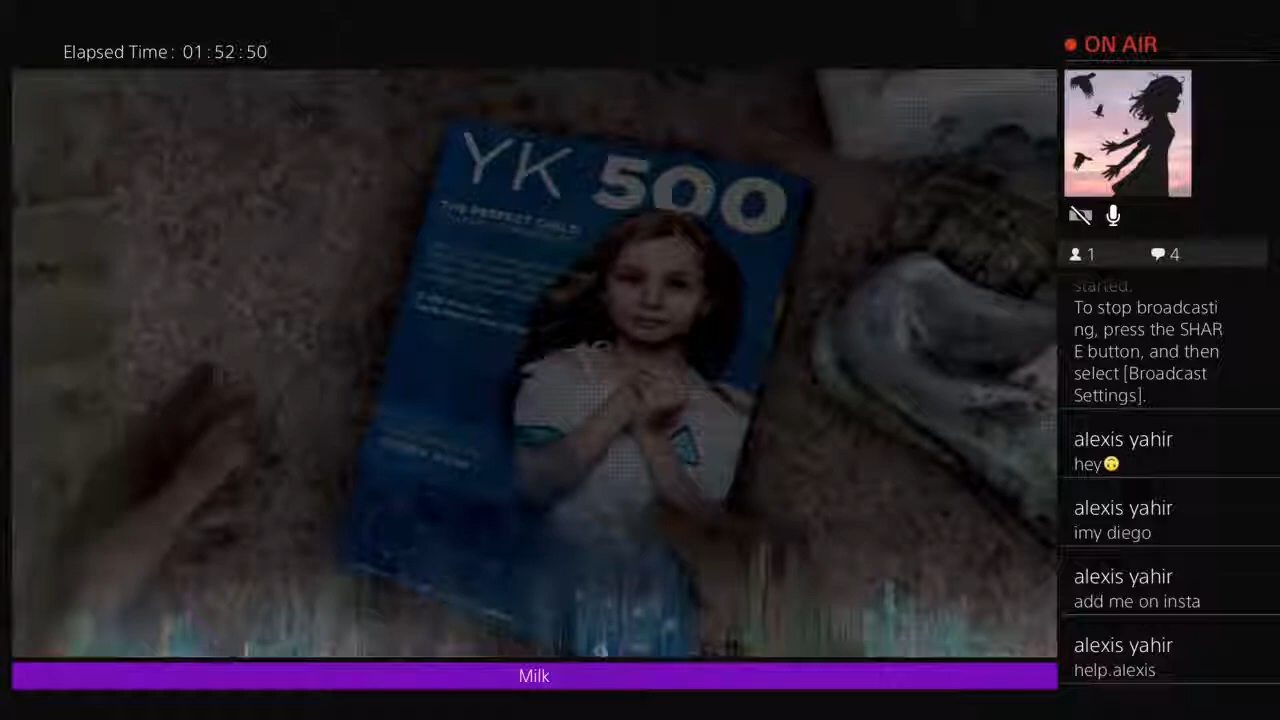 Elapsed Time: 01:52:50
ON AIR
YK 500
THE PERFECT CHILD
1
4
started.
To stop broadcasti
ng, press the SHAR
E button, and then
select [Broadcast
Settings].
alexis yahir
hey🙃
alexis yahir
imy diego
alexis yahir
add me on insta
alexis yahir
help.alexis
Milk